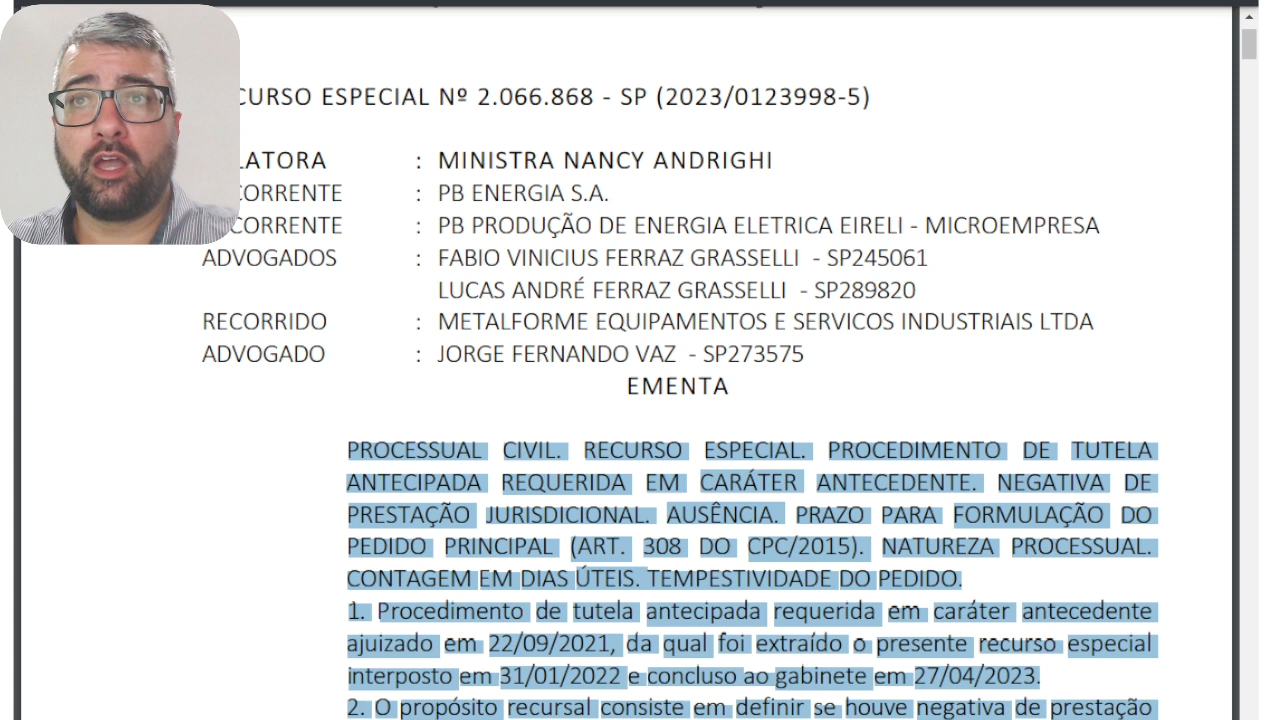 CURSO ESPECIAL Nº 2.066.868 - SP (2023/0123998-5)
LATORA : MINISTRA NANCY ANDRIGHI
CORRENTE : PB ENERGIA S.A.
CORRENTE : PB PRODUÇÃO DE ENERGIA ELETRICA EIRELI - MICROEMPRESA
ADVOGADOS : FABIO VINICIUS FERRAZ GRASSELLI - SP245061
LUCAS ANDRÉ FERRAZ GRASSELLI - SP289820
RECORRIDO : METALFORME EQUIPAMENTOS E SERVICOS INDUSTRIAIS LTDA
ADVOGADO : JORGE FERNANDO VAZ - SP273575
EMENTA
PROCESSUAL CIVIL. RECURSO ESPECIAL. PROCEDIMENTO DE TUTELA
ANTECIPADA REQUERIDA EM CARÁTER ANTECEDENTE. NEGATIVA DE
PRESTAÇÃO JURISDICIONAL. AUSÊNCIA. PRAZO PARA FORMULAÇÃO DO
PEDIDO PRINCIPAL (ART. 308 DO CPC/2015). NATUREZA PROCESSUAL.
CONTAGEM EM DIAS ÚTEIS. TEMPESTIVIDADE DO PEDIDO.
1. Procedimento de tutela antecipada requerida em caráter antecedente
ajuizado em 22/09/2021, da qual foi extraído o presente recurso especial
interposto em 31/01/2022 e concluso ao gabinete em 27/04/2023.
2. O propósito recursal consiste em definir se houve negativa de prestação